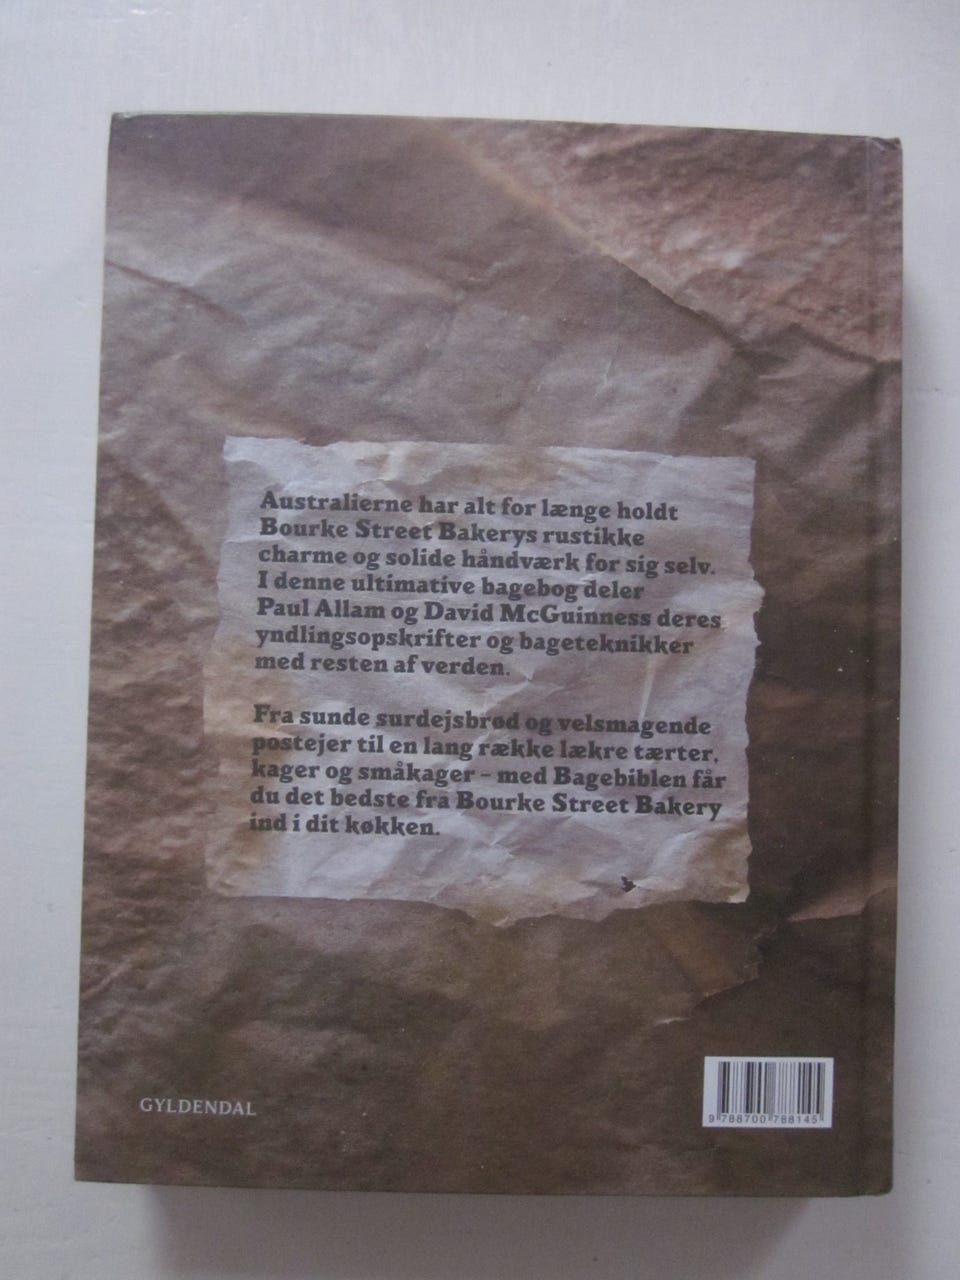 Australierne har alt for længe holdt
Bourke Street Bakerys rustikke
charme og solide håndværk for sig selv.
I denne ultimative bagebog deler
Paul Allam og David McGuinness deres
yndlingsopskrifter og bageteknikker
med resten af verden.
Fra sunde surdejsbrød og velsmagende
postejer til en lang række lækre tærter,
kager og småkager – med Bagebiblen får
du det bedste fra Bourke Street Bakery
ind i dit køkken.
GYLDENDAL
9 788700 788145